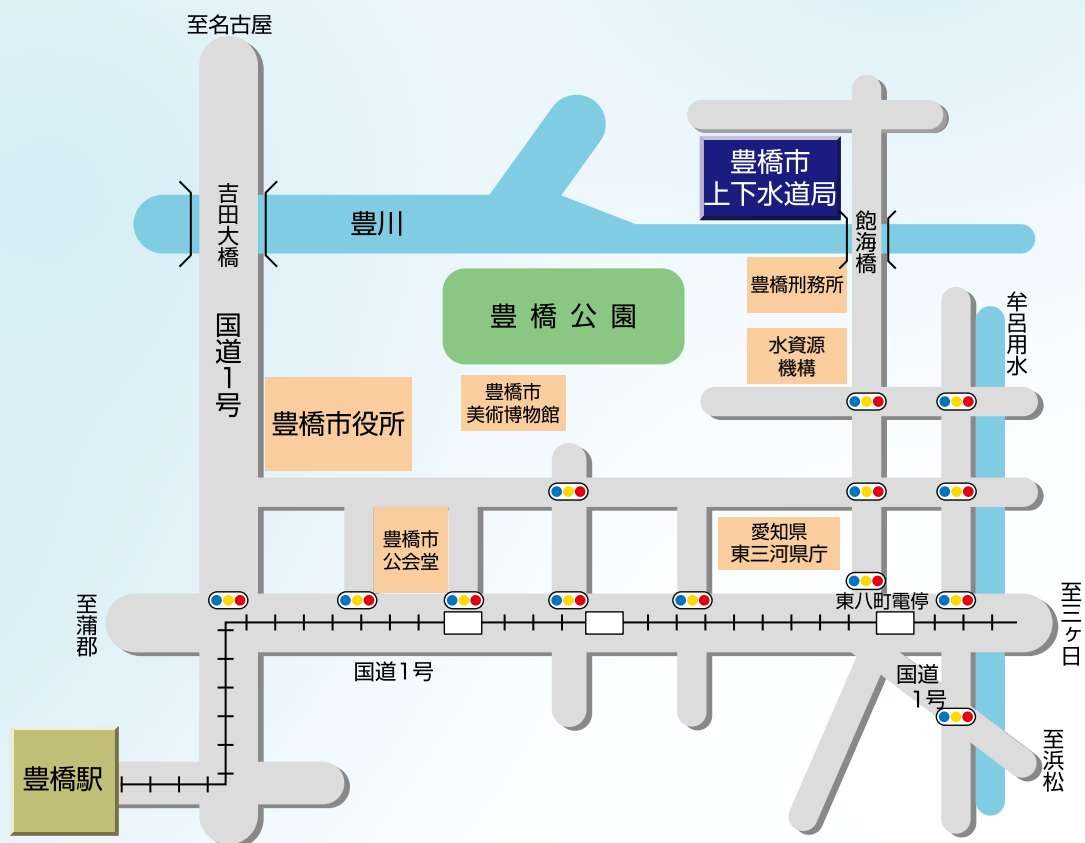 至名古屋
吉田大橋
豊川
豊橋市
上下水道局
飽海橋
豊橋公園
豊橋刑務所
水資源
機構
牟呂用水
国道1号
豊橋市役所
豊橋市
美術博物館
豊橋市
公会堂
愛知県
東三河県庁
東八町電停
至蒲郡
至三ヶ日
国道1号
国道
1号
至浜松
豊橋駅